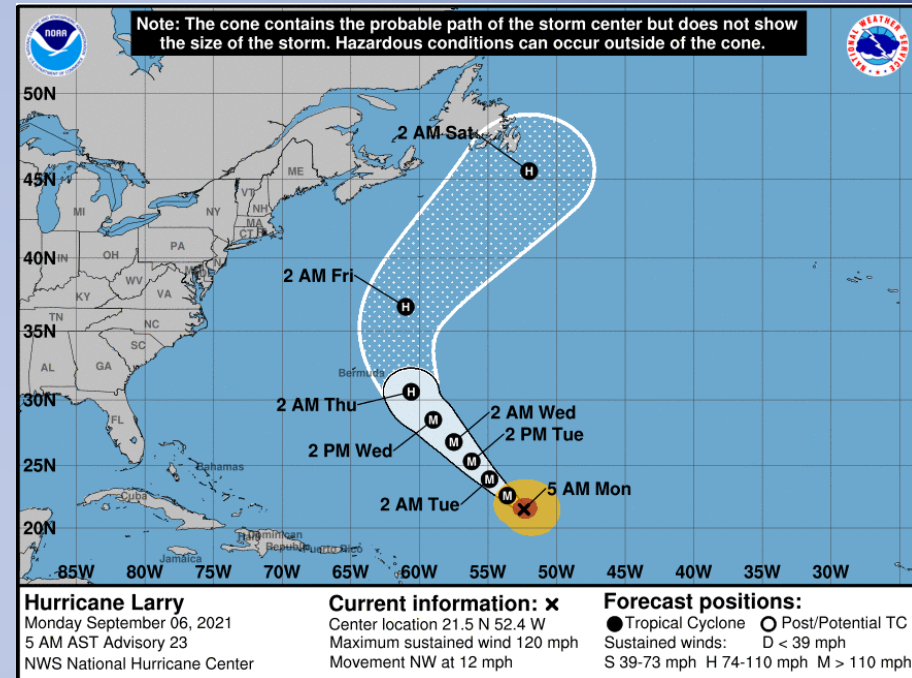 Note: The cone contains the probable path of the storm center but does not show
the size of the storm. Hazardous conditions can occur outside of the cone.
NOAA
NATIONAL WEATHER SERVICE
50N
45N
40N
35N
30N
25N
20N
2 AM Sat
2 AM Fri
2 AM Thu
2 PM Wed
2 AM Wed
2 PM Tue
2 AM Tue
5 AM Mon
H
H
H
M
M
M
M
M
ME
VT
NH
MA
CT
NY
MI
PA
OH
IN
WV
VA
KY
TN
NC
SC
AL
GA
FL
Bermuda
Bahamas
Cuba
Jamaica
Dominican
Republic
Puerto Rico
85W 80W 75W 70W 65W 60W 55W 50W 45W 40W 35W 30W
Hurricane Larry
Monday September 06, 2021
5 AM AST Advisory 23
NWS National Hurricane Center
Current information: ×
Center location 21.5 N 52.4 W
Maximum sustained wind 120 mph
Movement NW at 12 mph
Forecast positions:
● Tropical Cyclone ○ Post/Potential TC
Sustained winds: D < 39 mph
S 39-73 mph H 74-110 mph M > 110 mph